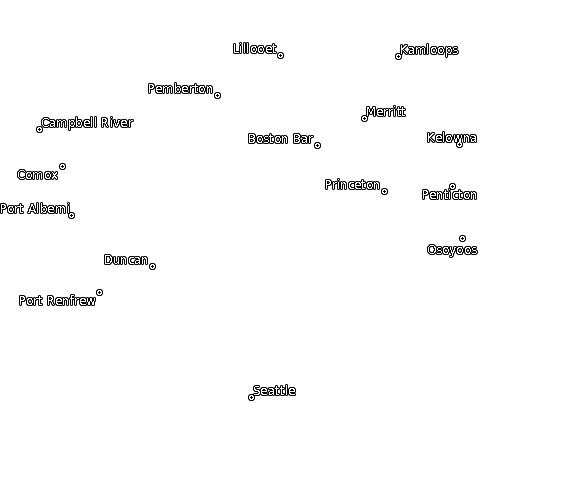 Lillooet
Kamloops
Pemberton
Merritt
Campbell River
Boston Bar
Kelowna
Comox
Princeton
Penticton
Port Alberni
Osoyoos
Duncan
Port Renfrew
Seattle